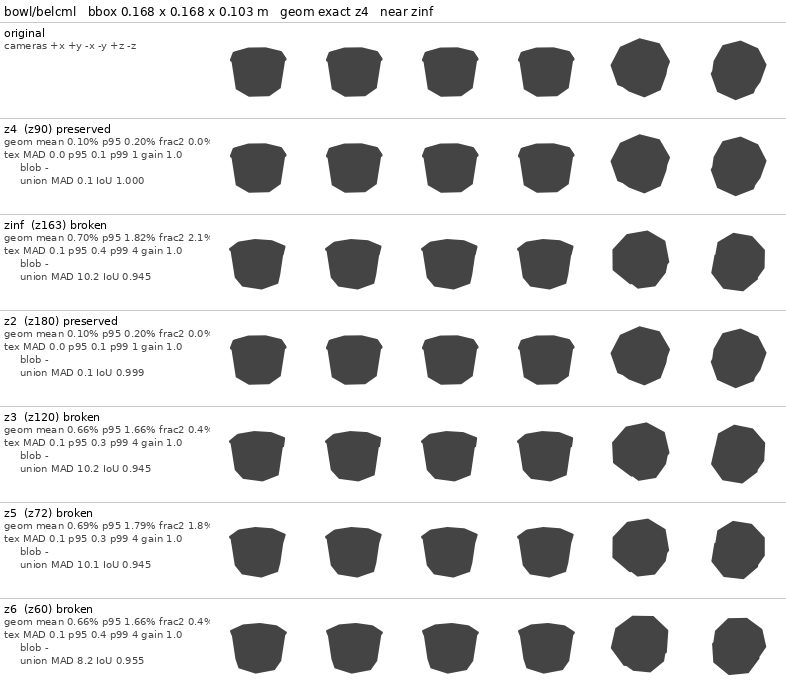 bowl/belcml   bbox 0.168 x 0.168 x 0.103 m   geom exact z4   near zinf
original
cameras +x +y -x -y +z -z
z4  (z90) preserved
geom mean 0.10% p95 0.20% frac2 0.0%
tex MAD 0.0 p95 0.1 p99 1 gain 1.0
blob -
union MAD 0.1 IoU 1.000
zinf  (z163) broken
geom mean 0.70% p95 1.82% frac2 2.1%
tex MAD 0.1 p95 0.4 p99 4 gain 1.0
blob -
union MAD 10.2 IoU 0.945
z2  (z180) preserved
geom mean 0.10% p95 0.20% frac2 0.0%
tex MAD 0.0 p95 0.1 p99 1 gain 1.0
blob -
union MAD 0.1 IoU 0.999
z3  (z120) broken
geom mean 0.66% p95 1.66% frac2 0.4%
tex MAD 0.1 p95 0.3 p99 4 gain 1.0
blob -
union MAD 10.2 IoU 0.945
z5  (z72) broken
geom mean 0.69% p95 1.79% frac2 1.8%
tex MAD 0.1 p95 0.3 p99 4 gain 1.0
blob -
union MAD 10.1 IoU 0.945
z6  (z60) broken
geom mean 0.66% p95 1.66% frac2 0.4%
tex MAD 0.1 p95 0.4 p99 4 gain 1.0
blob -
union MAD 8.2 IoU 0.955